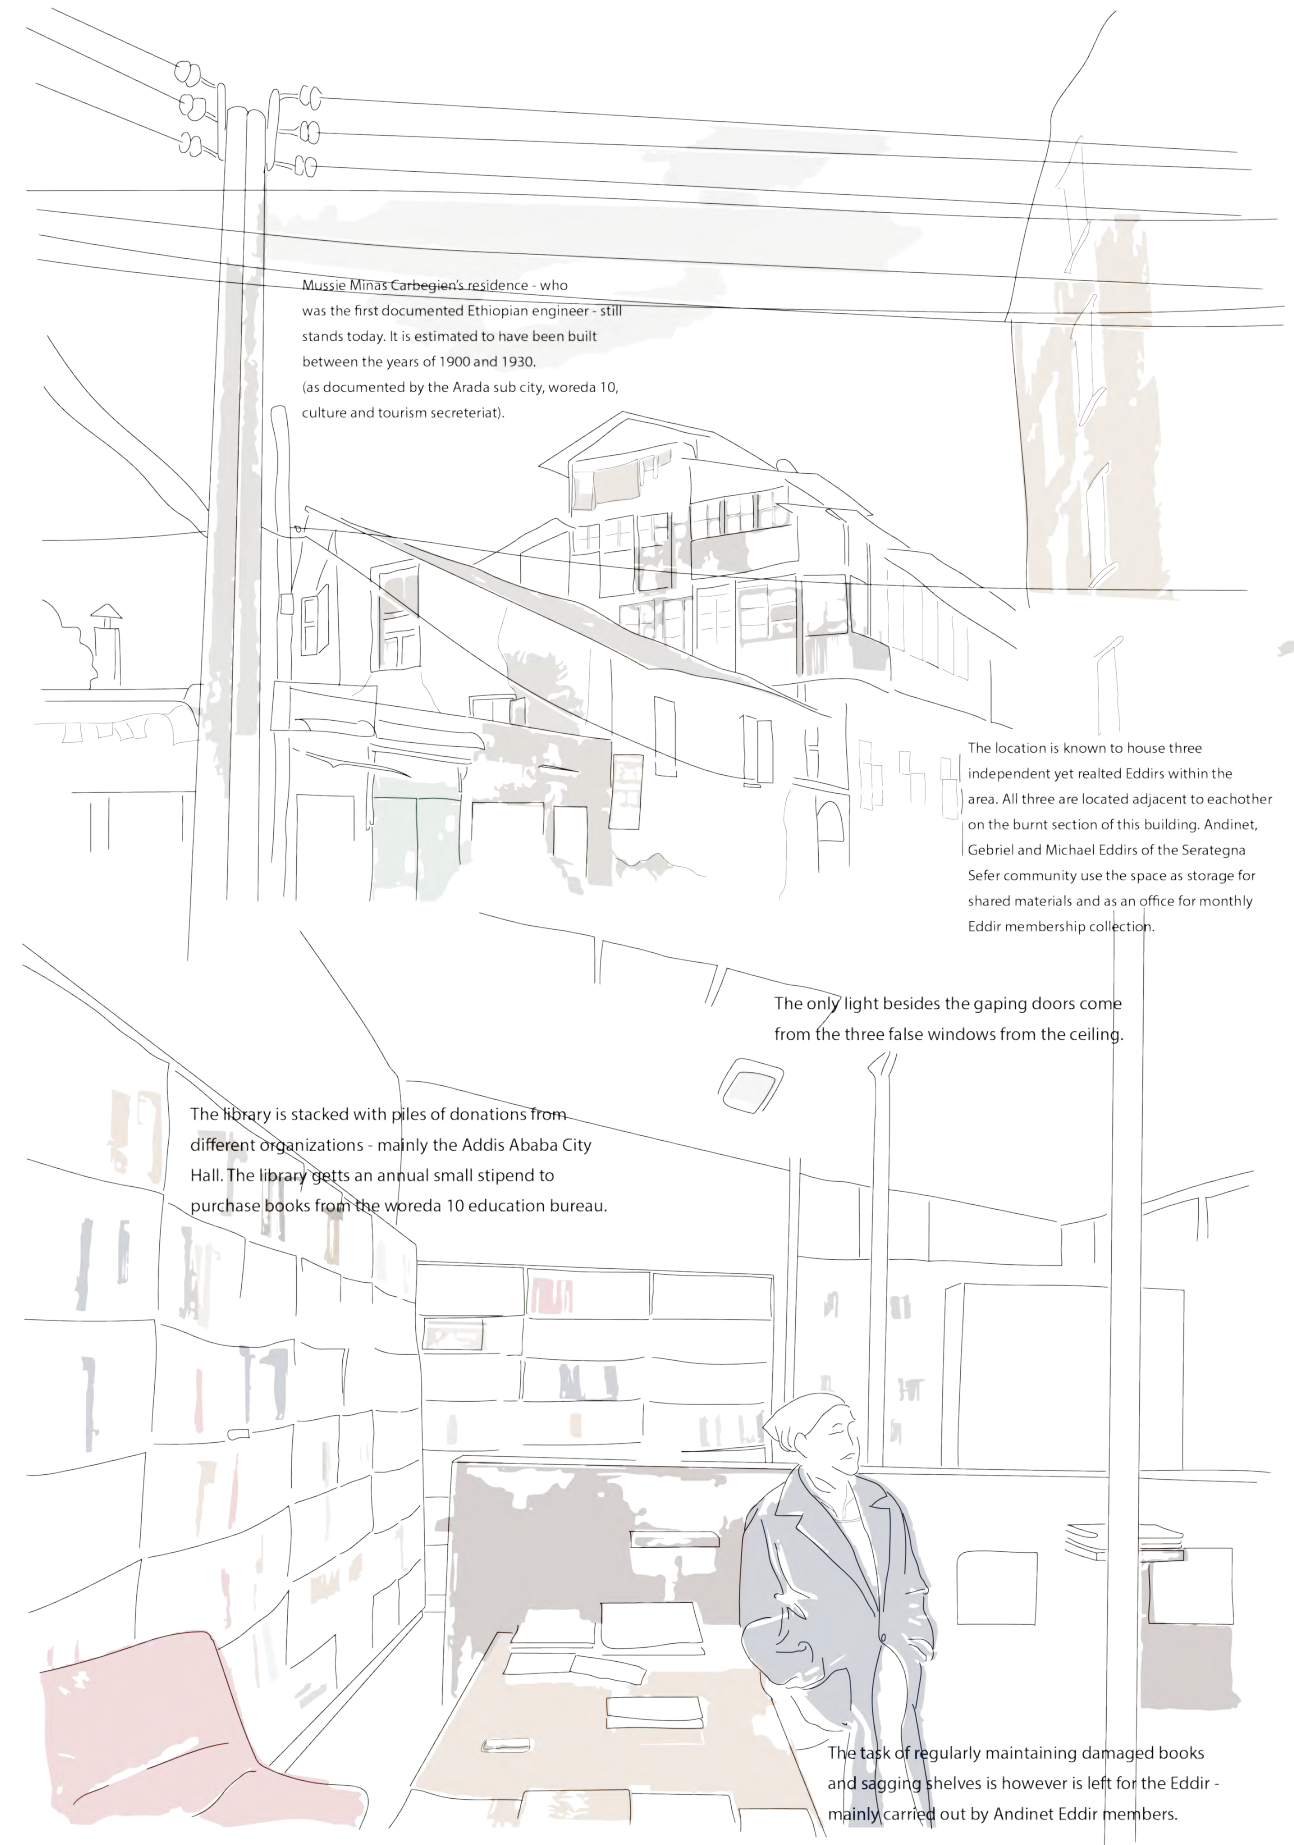 Mussie Minas Carbegien's residence - who
was the first documented Ethiopian engineer - still
stands today. It is estimated to have been built
between the years of 1900 and 1930.
(as documented by the Arada sub city, woreda 10,
culture and tourism secreteriat).
The location is known to house three
independent yet realted Eddirs within the
area. All three are located adjacent to eachother
on the burnt section of this building. Andinet,
Gebriel and Michael Eddirs of the Serategna
Sefer community use the space as storage for
shared materials and as an office for monthly
Eddir membership collection.
The only light besides the gaping doors come
from the three false windows from the ceiling.
The library is stacked with piles of donations from
different organizations - mainly the Addis Ababa City
Hall. The library getts an annual small stipend to
purchase books from the woreda 10 education bureau.
The task of regularly maintaining damaged books
and sagging shelves is however is left for the Eddir -
mainly carried out by Andinet Eddir members.